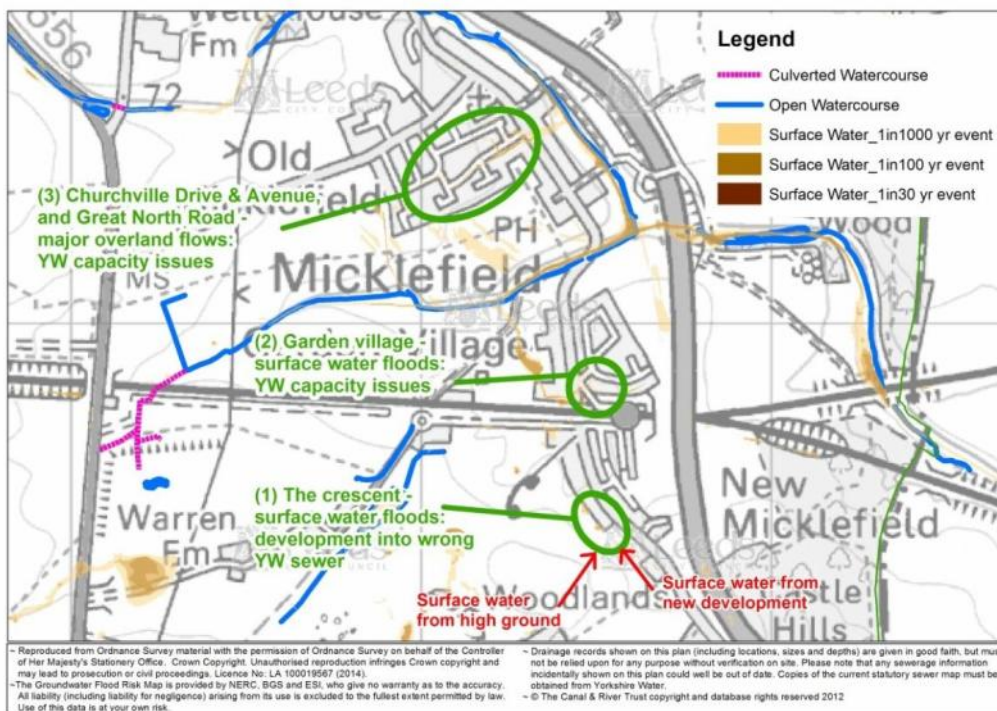 Wellhouse
Fm
656
72
Leeds
CITY COUNCIL
Legend
Culverted Watercourse
Open Watercourse
Surface Water_1in1000 yr event
Surface Water_1in100 yr event
Surface Water_1in30 yr event
Old
Micklefield
(3) Churchville Drive & Avenue,
and Great North Road -
major overland flows:
YW capacity issues
PH
MS
Micklefield
Wood
(2) Garden village -
surface water floods:
YW capacity issues
Village
(1) The crescent -
surface water floods:
development into wrong
YW sewer
Warren
Fm
New
Micklefield
Surface water
from high ground
Woodlands
Surface water from
new development
Castle
Hills
~ Reproduced from Ordnance Survey material with the permission of Ordnance Survey on behalf of the Controller
of Her Majesty's Stationery Office. Crown Copyright. Unauthorised reproduction infringes Crown copyright and
may lead to prosecution or civil proceedings. Licence No: LA 100019567 (2014).
~The Groundwater Flood Risk Map is provided by NERC, BGS and ESI, who give no warranty as to the accuracy.
All liability (including liability for negligence) arising from its use is excluded to the fullest extent permitted by law.
Use of this data is at your own risk.
~ Drainage records shown on this plan (including locations, sizes and depths) are given in good faith, but must
not be relied upon for any purpose without verification on site. Please note that any sewerage information
incidentally shown on this plan could well be out of date. Copies of the current statutory sewer map must be
obtained from Yorkshire Water.
~ © The Canal & River Trust copyright and database rights reserved 2012